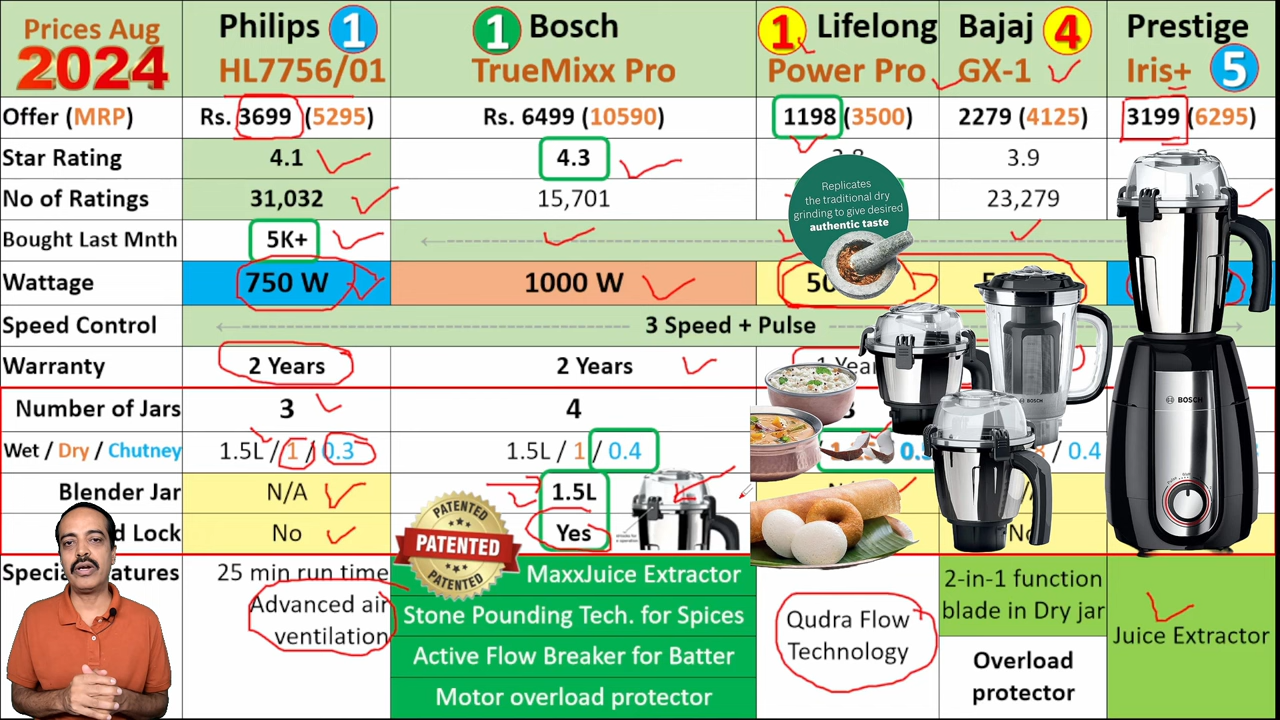 Prices Aug
2024
Philips 1
HL7756/01
1 Bosch
TrueMixx Pro
1 Lifelong
Power Pro
Bajaj 4
GX-1
Prestige
Iris+ 5
Offer (MRP) Rs. 3699 (5295) Rs. 6499 (10590) 1198 (3500) 2279 (4125) 3199 (6295)
Star Rating 4.1 4.3 3.9
No of Ratings 31,032 15,701 23,279
Bought Last Mnth 5K+
Wattage 750 W 1000 W
Speed Control 3 Speed + Pulse
Warranty 2 Years 2 Years
Number of Jars 3 4
Wet / Dry / Chutney 1.5L / 1 / 0.3 1.5L / 1 / 0.4 / 0.4
Blender Jar N/A 1.5L
Lock No Yes
25 min run time
Advanced air
ventilation
MaxxJuice Extractor
Stone Pounding Tech. for Spices
Active Flow Breaker for Batter
Motor overload protector
Qudra Flow
Technology
2-in-1 function
blade in Dry jar
Overload
protector
Juice Extractor
Replicates
the traditional dry
grinding to give desired
authentic taste
PATENTED
PATENTED
PATENTED
BOSCH